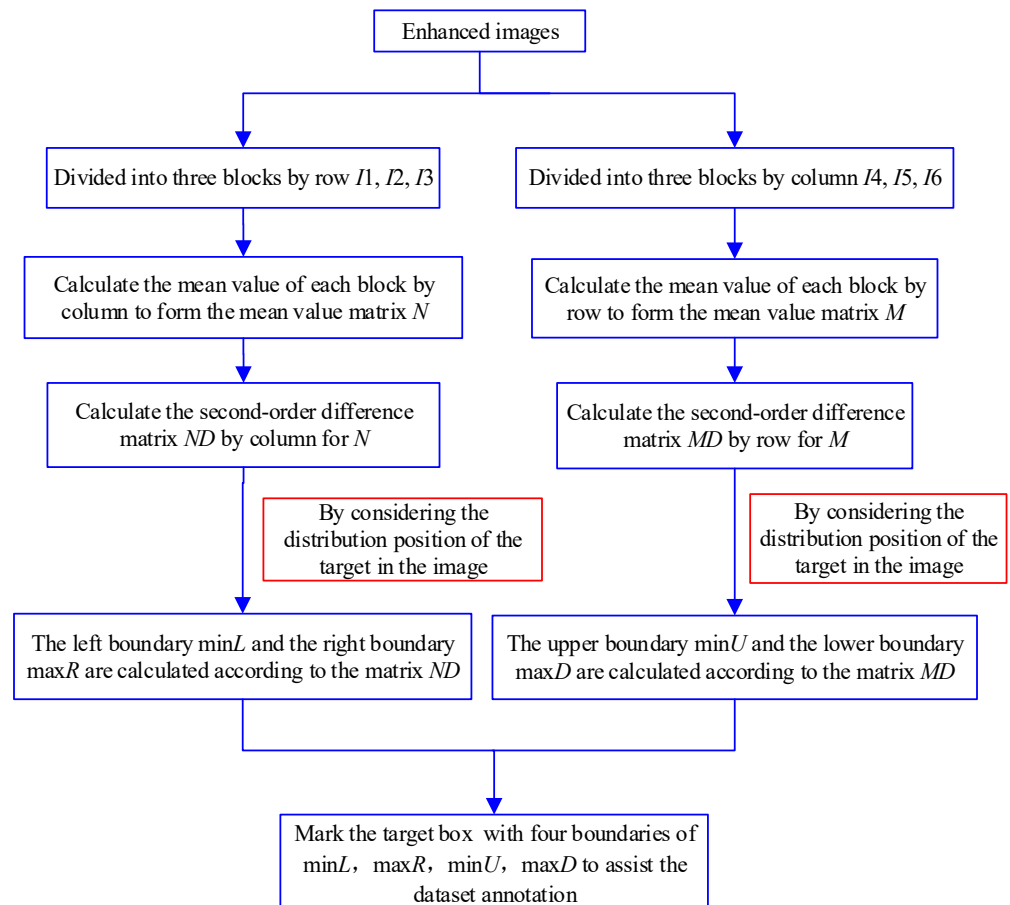 Enhanced images
Divided into three blocks by row I1, I2, I3
Divided into three blocks by column I4, I5, I6
Calculate the mean value of each block by
column to form the mean value matrix N
Calculate the mean value of each block by
row to form the mean value matrix M
Calculate the second-order difference
matrix ND by column for N
Calculate the second-order difference
matrix MD by row for M
By considering the
distribution position of the
target in the image
By considering the
distribution position of the
target in the image
The left boundary minL and the right boundary
maxR are calculated according to the matrix ND
The upper boundary minU and the lower boundary
maxD are calculated according to the matrix MD
Mark the target box with four boundaries of
minL，maxR，minU，maxD to assist the
dataset annotation